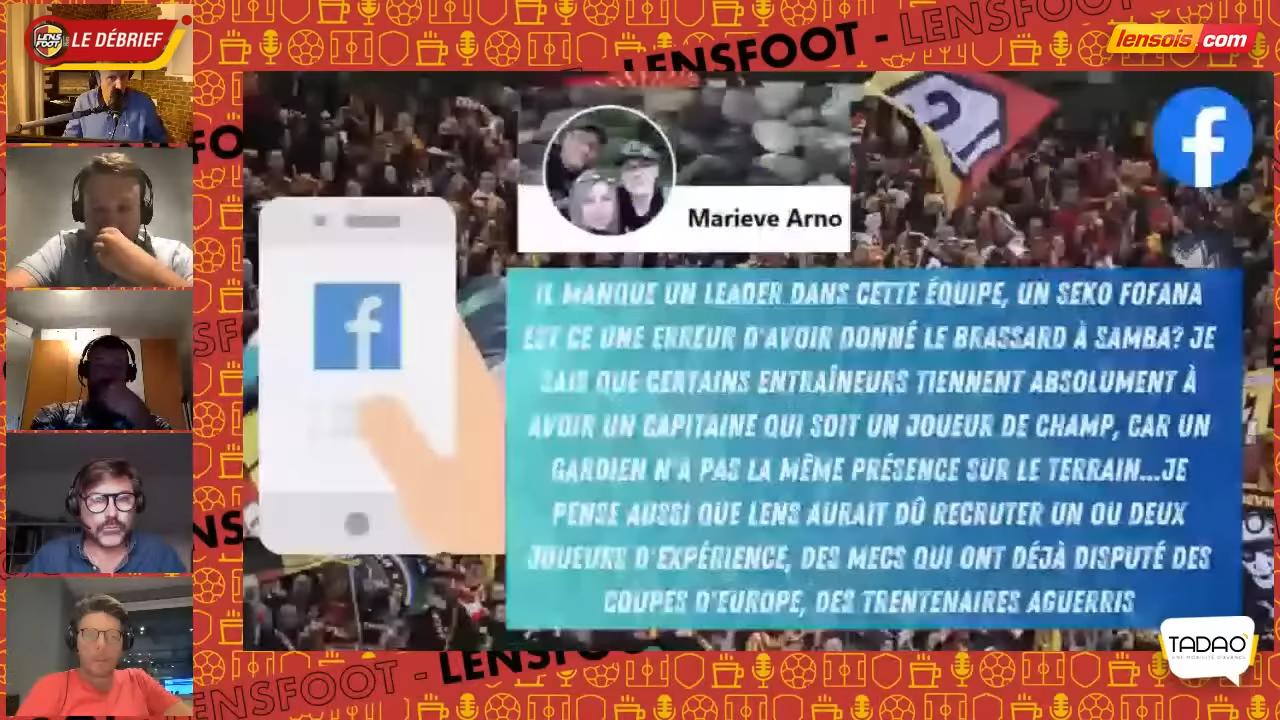 LENS
FOOT
LE DÉBRIEF
LENSFOOT - LENSFOOT
lensois.com
Marieve Arno
IL MANQUE UN LEADER DANS CETTE ÉQUIPE, UN SEKO FOFANA
EST CE UNE ERREUR D'AVOIR DONNÉ LE BRASSARD À SAMBA? JE
SAIS QUE CERTAINS ENTRAÎNEURS TIENNENT ABSOLUMENT À
AVOIR UN CAPITAINE QUI SOIT UN JOUEUR DE CHAMP, CAR UN
GARDIEN N'A PAS LA MÊME PRÉSENCE SUR LE TERRAIN...JE
PENSE AUSSI QUE LENS AURAIT DÛ RECRUTER UN OU DEUX
JOUEURS D'EXPÉRIENCE, DES MECS QUI ONT DÉJÀ DISPUTÉ DES
COUPES D'EUROPE, DES TRENTENAIRES AGUERRIS
TADAO
UNE MOBILITÉ D'AVANCE
LENSFOOT - LENSFOO